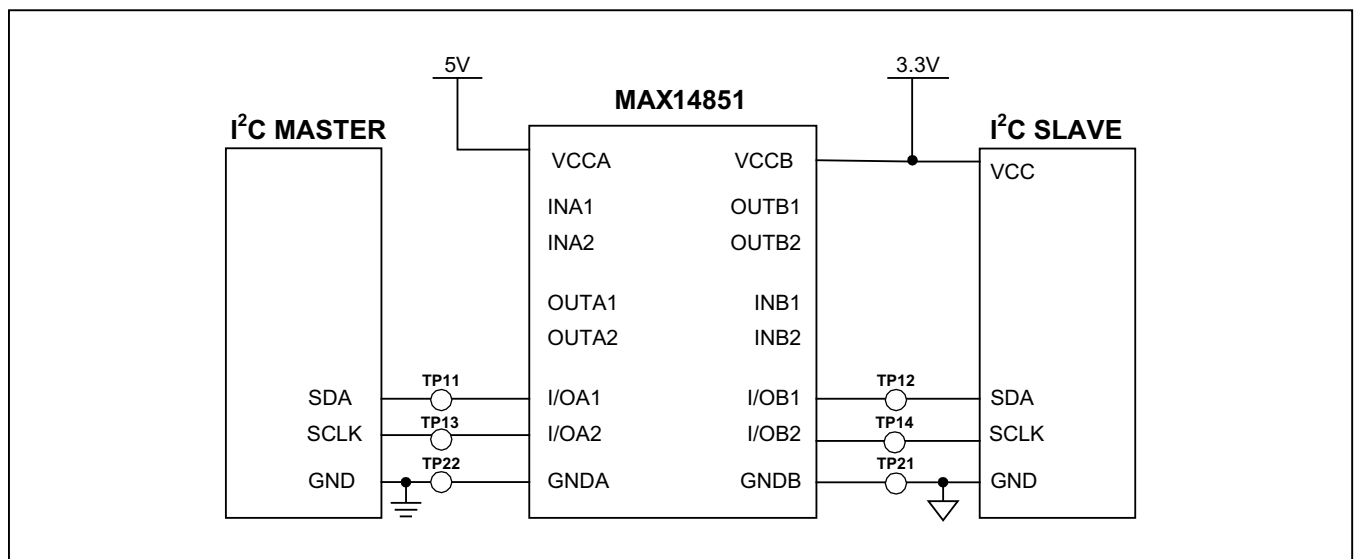 5V
3.3V
MAX14851
I²C MASTER
I²C SLAVE
VCCA
VCCB
VCC
INA1
OUTB1
INA2
OUTB2
OUTA1
INB1
OUTA2
INB2
SDA
TP11
I/OA1
I/OB1
TP12
SDA
SCLK
TP13
I/OA2
I/OB2
TP14
SCLK
GND
TP22
GNDA
GNDB
TP21
GND